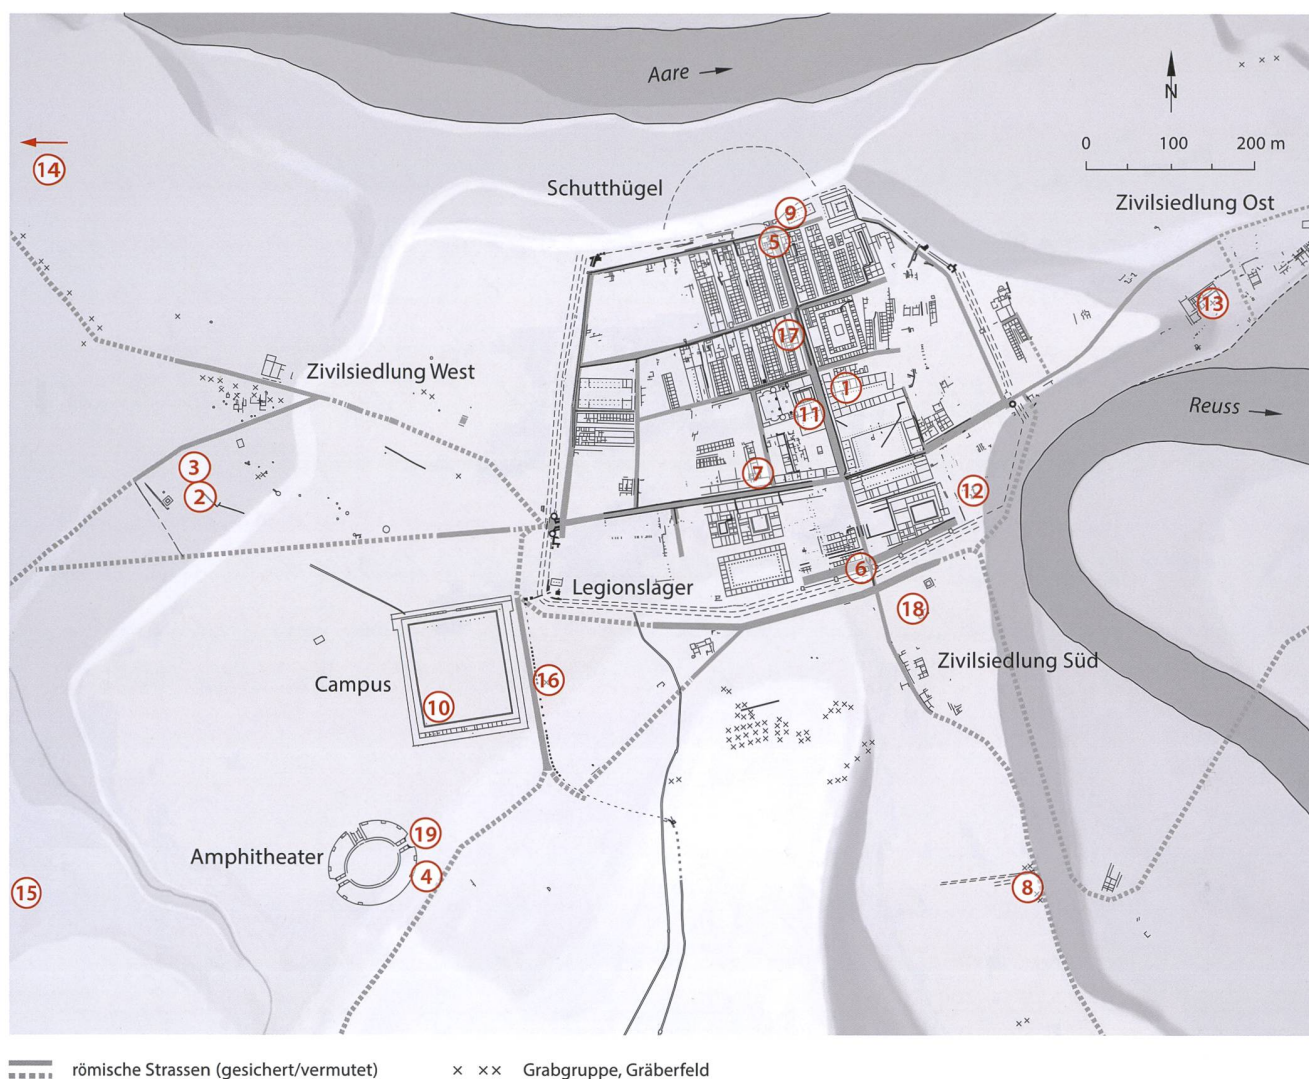 Aare
N
0 100 200 m
14
Schutthügel
9
Zivilsiedlung Ost
5
13
17
Zivilsiedlung West
1
11
Reuss
3
2
7
12
6
Legionslager
18
Zivilsiedlung Süd
Campus
16
10
19
Amphitheater
4
15
8
römische Strassen (gesichert/vermutet)
Grabgruppe, Gräberfeld